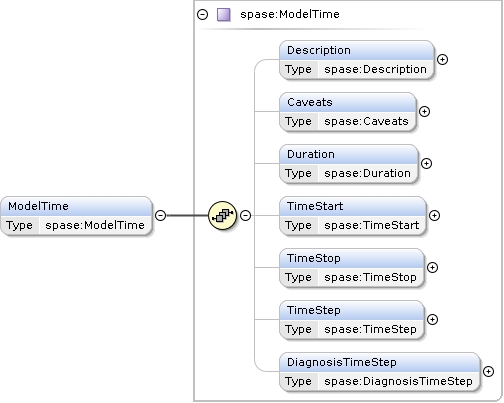 spase:ModelTime
Description
Type spase:Description
Caveats
Type spase:Caveats
Duration
Type spase:Duration
ModelTime
Type spase:ModelTime
TimeStart
Type spase:TimeStart
TimeStop
Type spase:TimeStop
TimeStep
Type spase:TimeStep
DiagnosisTimeStep
Type spase:DiagnosisTimeStep